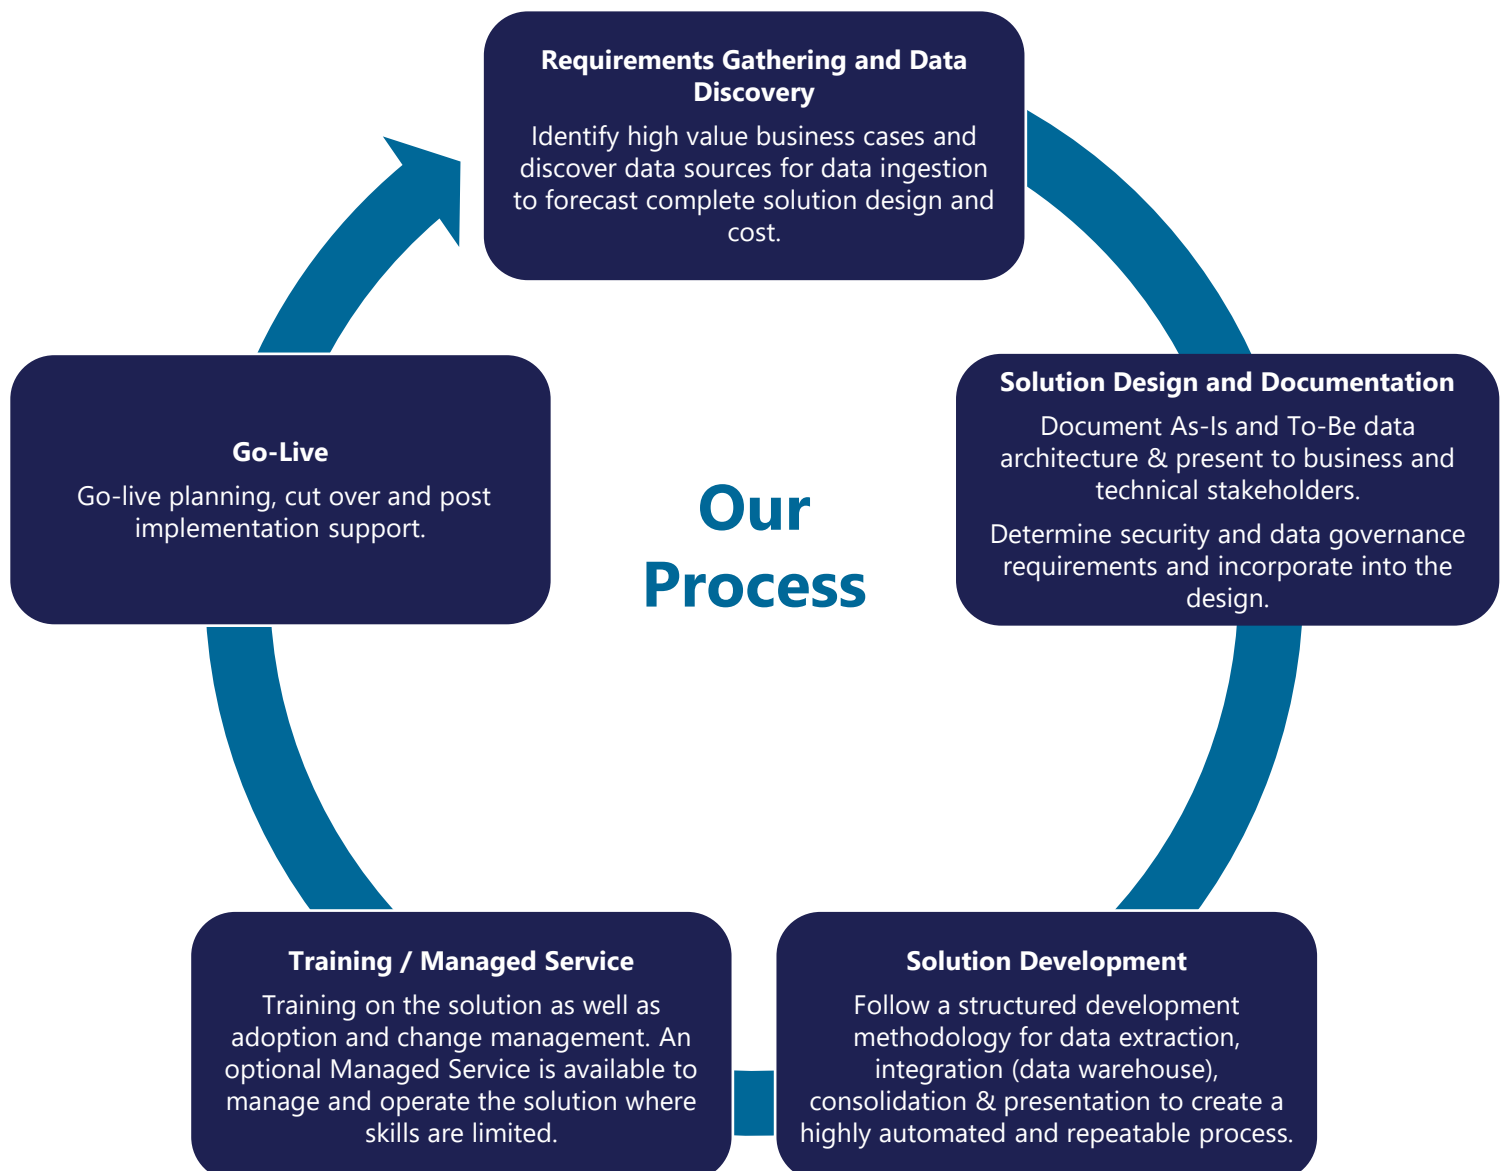 Requirements Gathering and Data
Discovery
Identify high value business cases and
discover data sources for data ingestion
to forecast complete solution design and
cost.
Solution Design and Documentation
Document As-Is and To-Be data
architecture & present to business and
technical stakeholders.
Determine security and data governance
requirements and incorporate into the
design.
Solution Development
Follow a structured development
methodology for data extraction,
integration (data warehouse),
consolidation & presentation to create a
highly automated and repeatable process.
Training / Managed Service
Training on the solution as well as
adoption and change management. An
optional Managed Service is available to
manage and operate the solution where
skills are limited.
Go-Live
Go-live planning, cut over and post
implementation support.
Our
Process